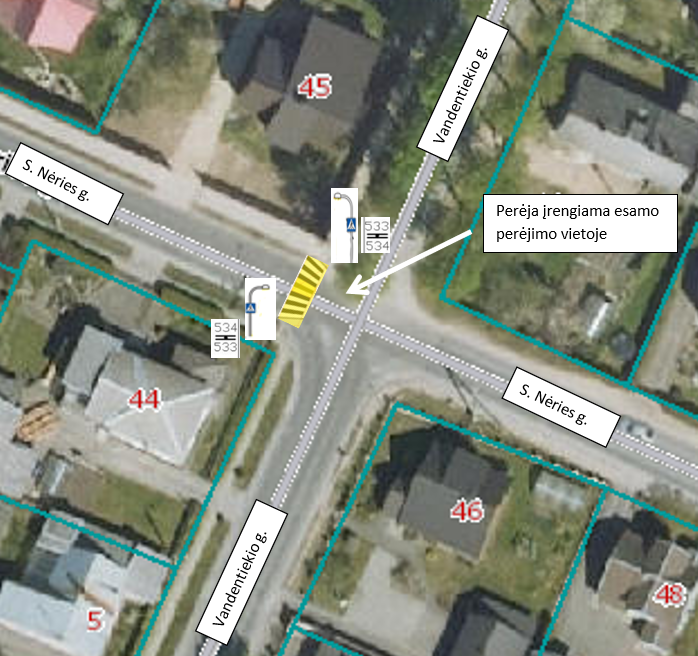 45
Vandentiekio g.
S. Nėries g.
Perėja įrengiama esamo
perėjimo vietoje
533
534
534
533
44
S. Nėries g.
46
Vandentiekio g.
48
5